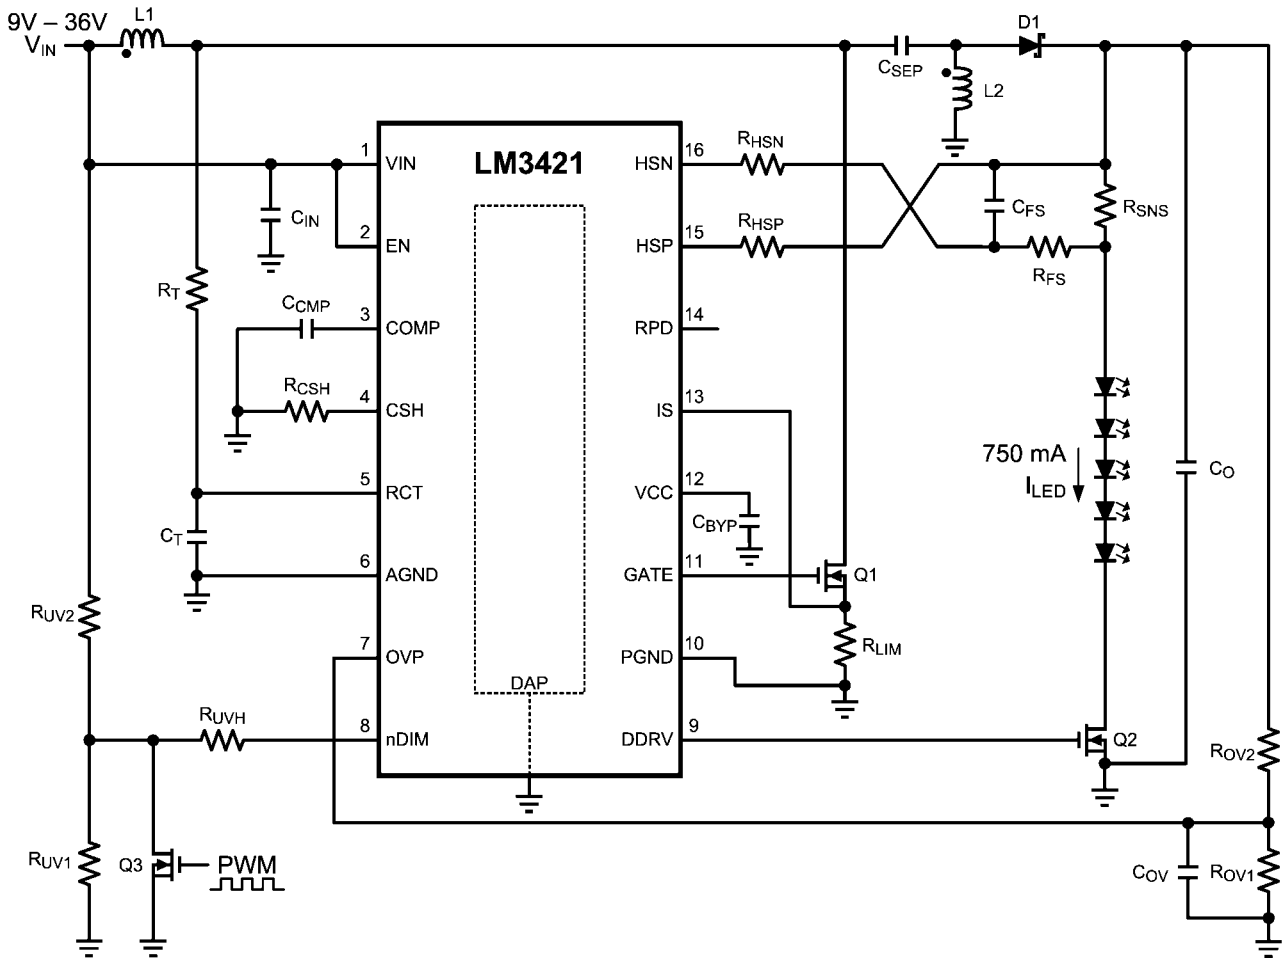 9V – 36V
VIN
L1
CSEP
D1
L2
LM3421
1
VIN
CIN
2
EN
RT
CCMP
3
COMP
RCSH
4
CSH
5
RCT
CT
6
AGND
RUV2
7
OVP
RUVH
8
nDIM
DAP
HSN
16
RHSN
HSP
15
RHSP
CFS
RSNS
RFS
RPD
14
IS
13
VCC
12
CBYP
750 mA
ILED
CO
GATE
11
Q1
RLIM
PGND
10
DDRV
9
Q2
ROV2
RUV1
Q3
PWM
COV
ROV1